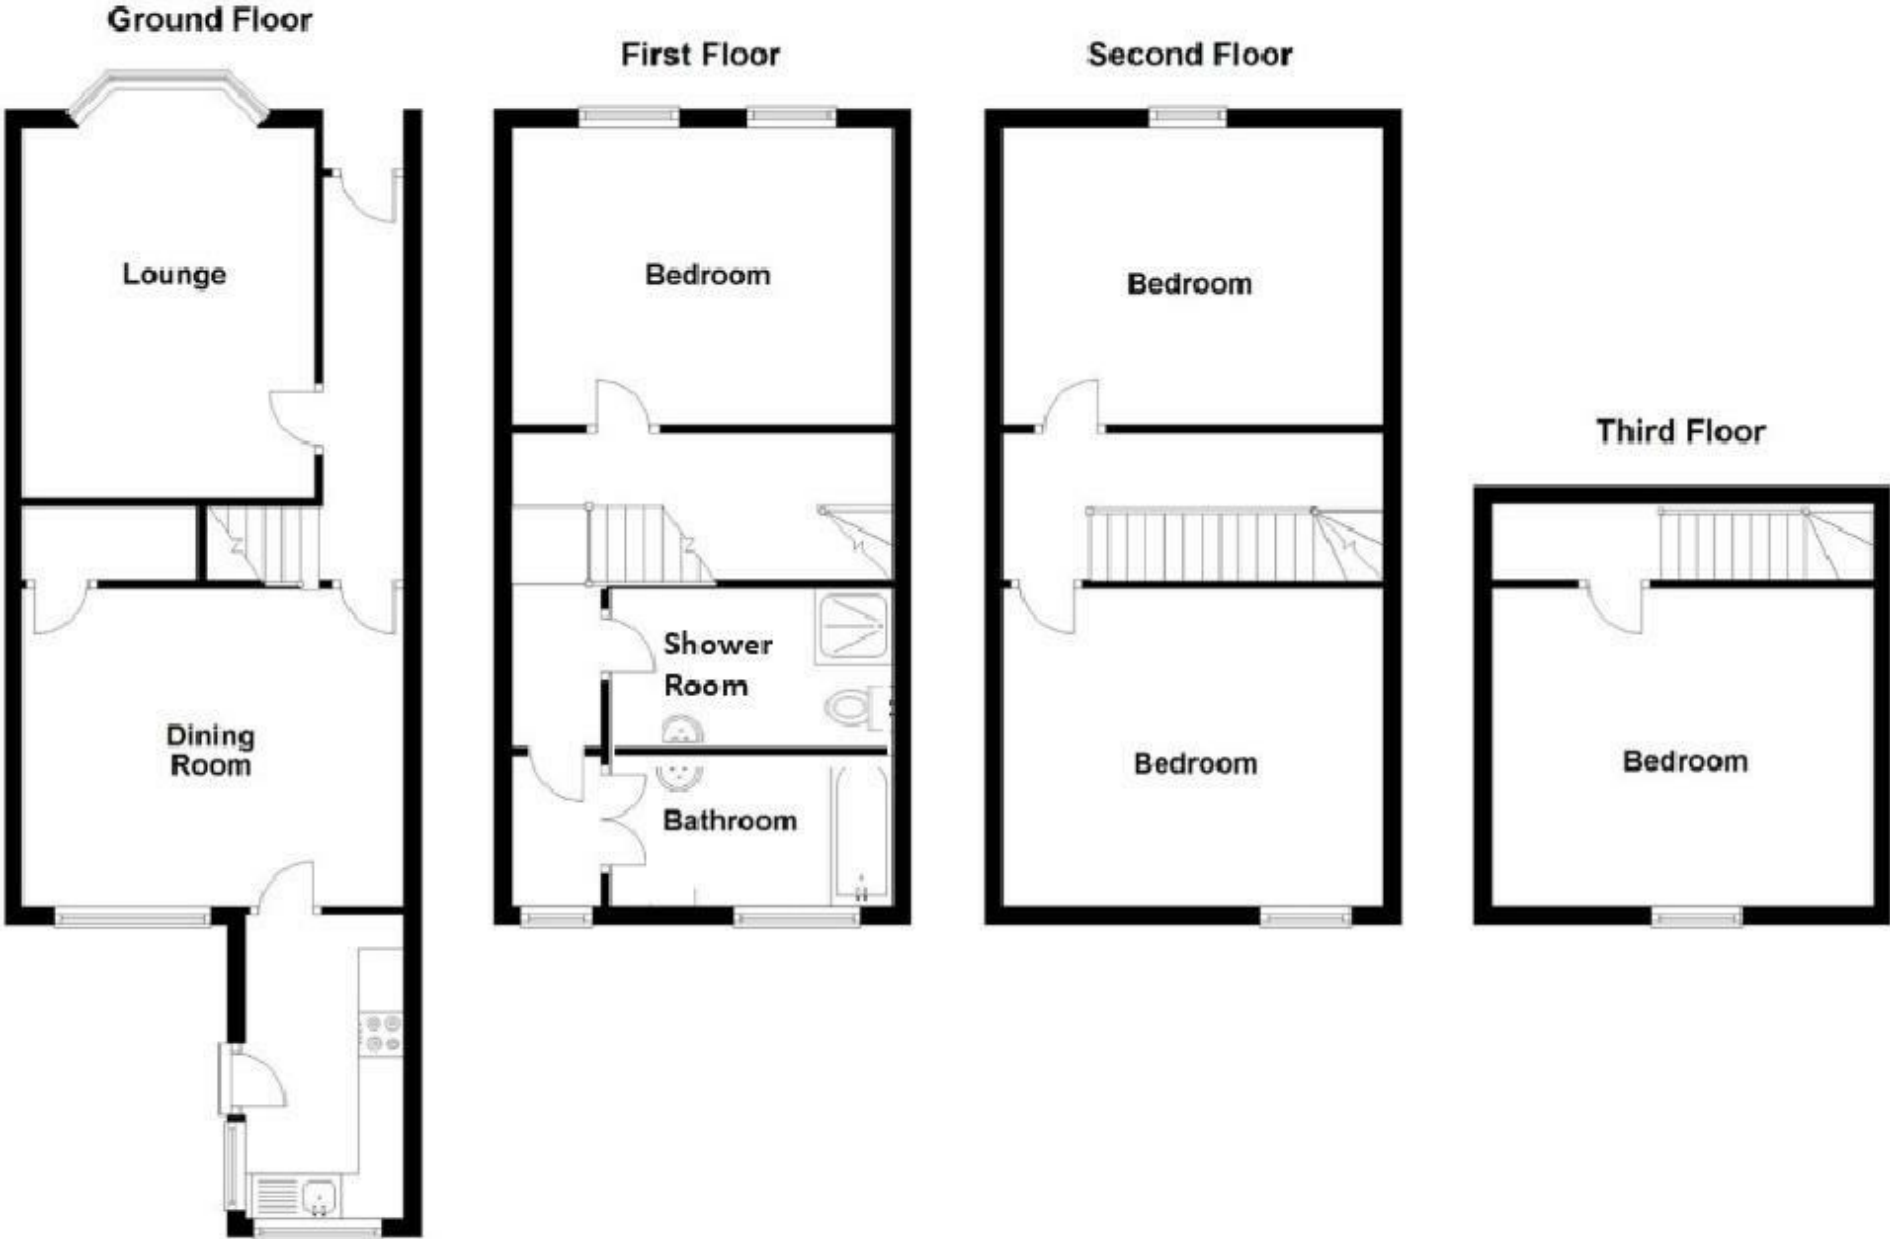 Ground Floor
Lounge
Dining
Room
First Floor
Bedroom
Shower
Room
Bathroom
Second Floor
Bedroom
Bedroom
Third Floor
Bedroom